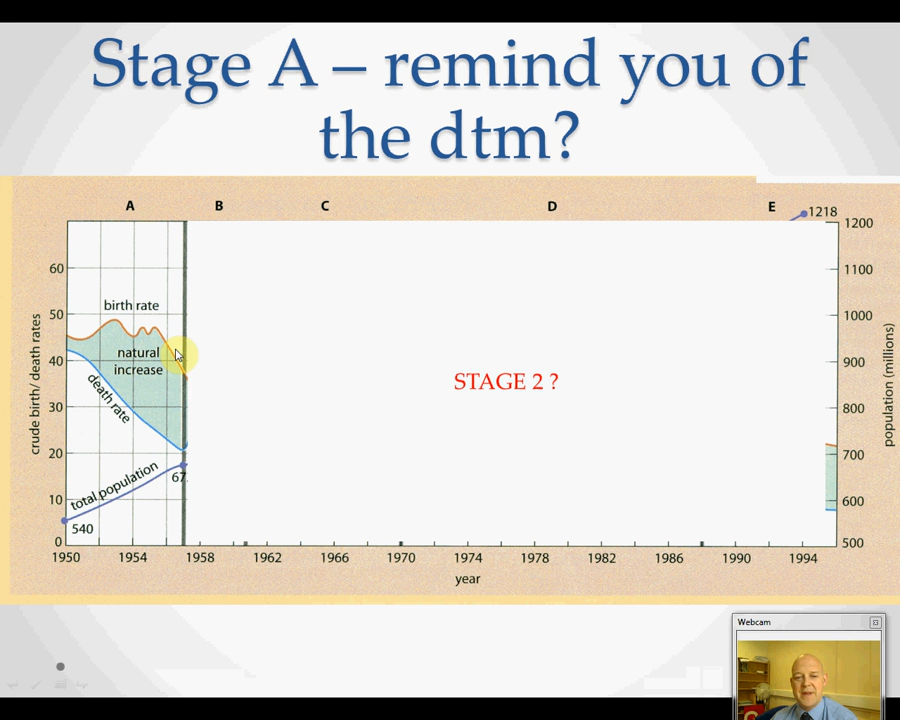 Stage A – remind you of
the dtm?
A B C D E
1218
crude birth/ death rates
60
50
40
30
20
10
0
birth rate
natural
increase
death rate
total population
67
540
STAGE 2 ?
1200
1100
1000
900
800
700
600
500
population (millions)
1950 1954 1958 1962 1966 1970 1974 1978 1982 1986 1990 1994
year
Webcam